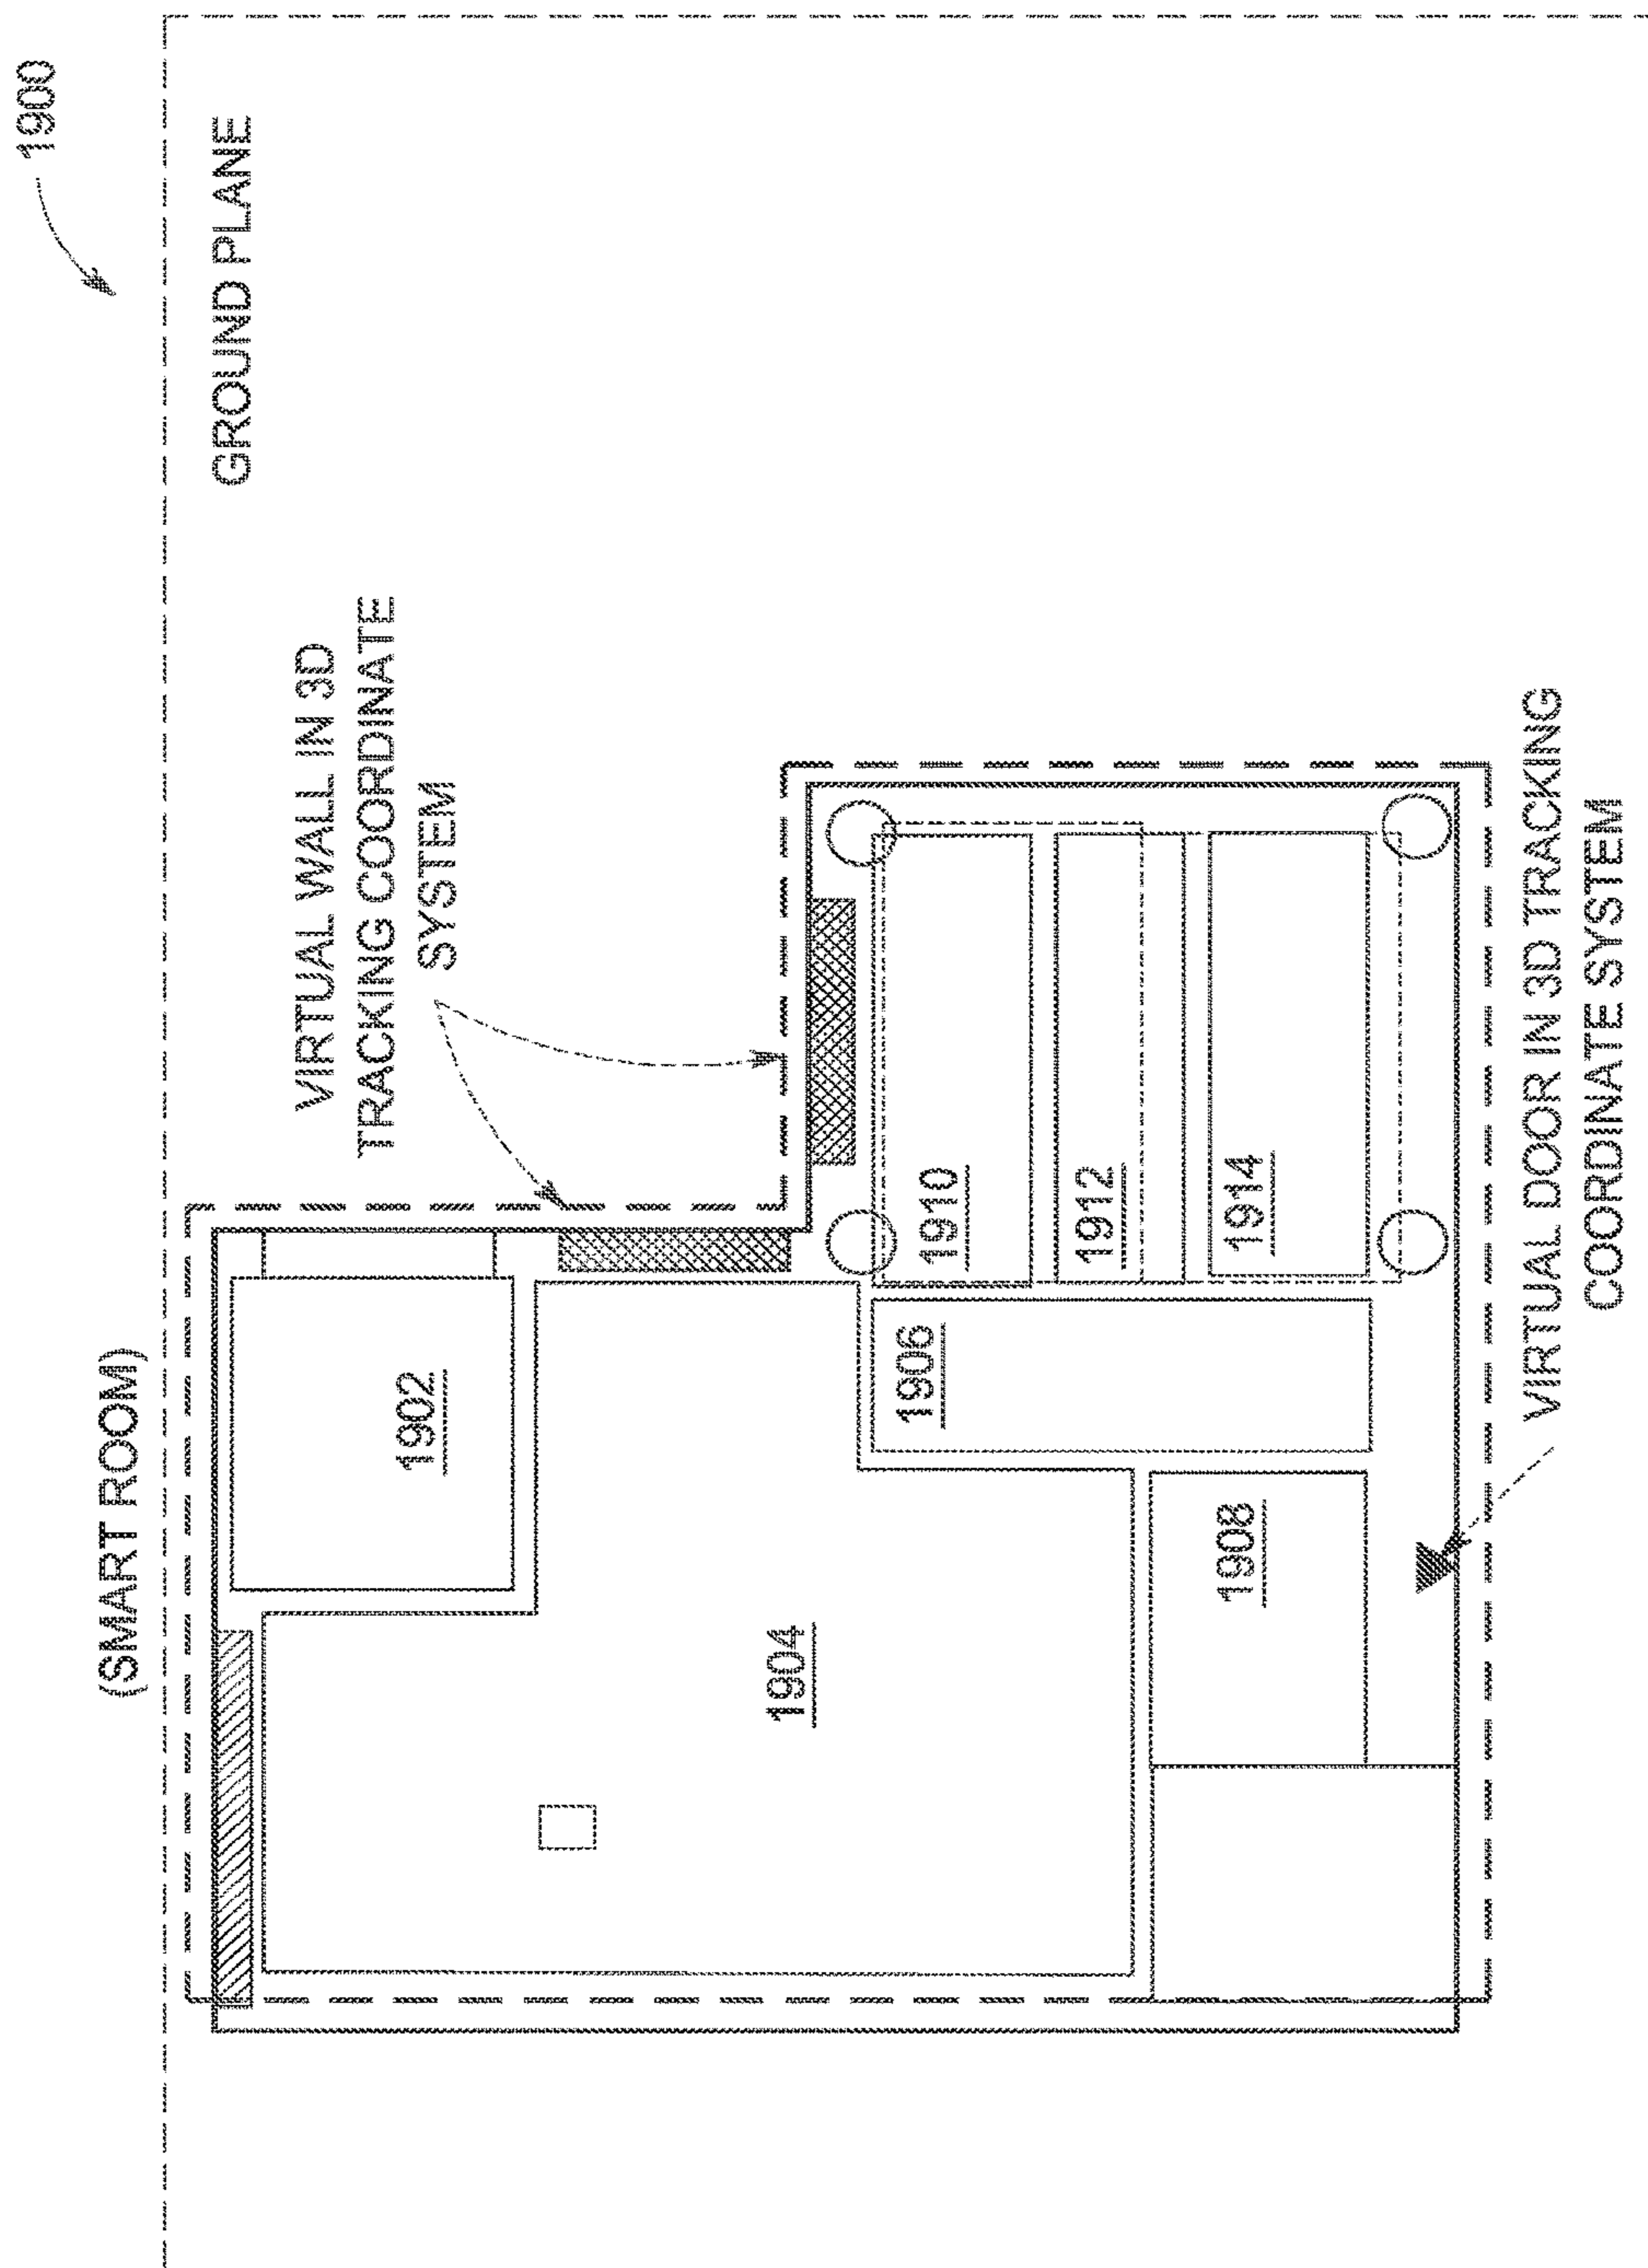 1900
(SMART ROOM)
GROUND PLANE
VIRTUAL WALL IN 3D
TRACKING COORDINATE
SYSTEM
1902
1904
1906
1910
1912
1914
1908
VIRTUAL DOOR IN 3D TRACKING
COORDINATE SYSTEM